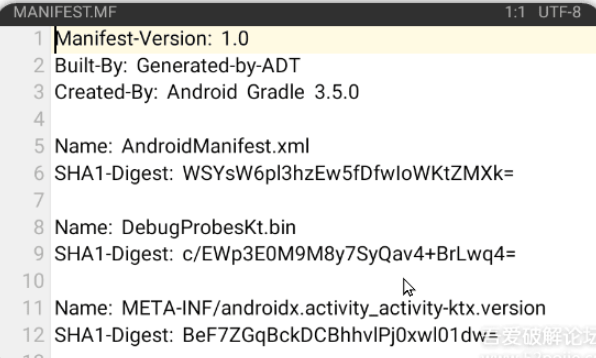 MANIFEST.MF 1:1 UTF-8
1 Manifest-Version: 1.0
2 Built-By: Generated-by-ADT
3 Created-By: Android Gradle 3.5.0
4
5 Name: AndroidManifest.xml
6 SHA1-Digest: WSYsW6pl3hzEw5fDfwIoWKtZMXk=
7
8 Name: DebugProbesKt.bin
9 SHA1-Digest: c/EWp3E0M9M8y7SyQav4+BrLwq4=
10
11 Name: META-INF/androidx.activity_activity-ktx.version
12 SHA1-Digest: BeF7ZGqBckDCBhhvlPj0xwl01dw=
吾爱破解论坛